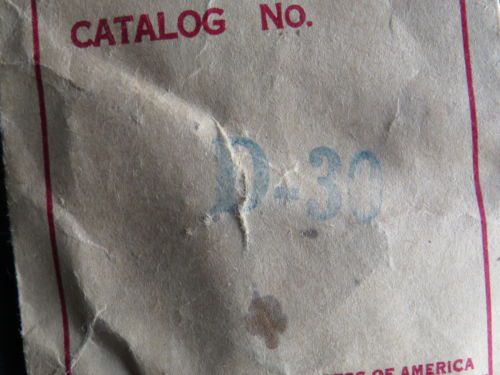 CATALOG No.
D-30
OF AMERICA